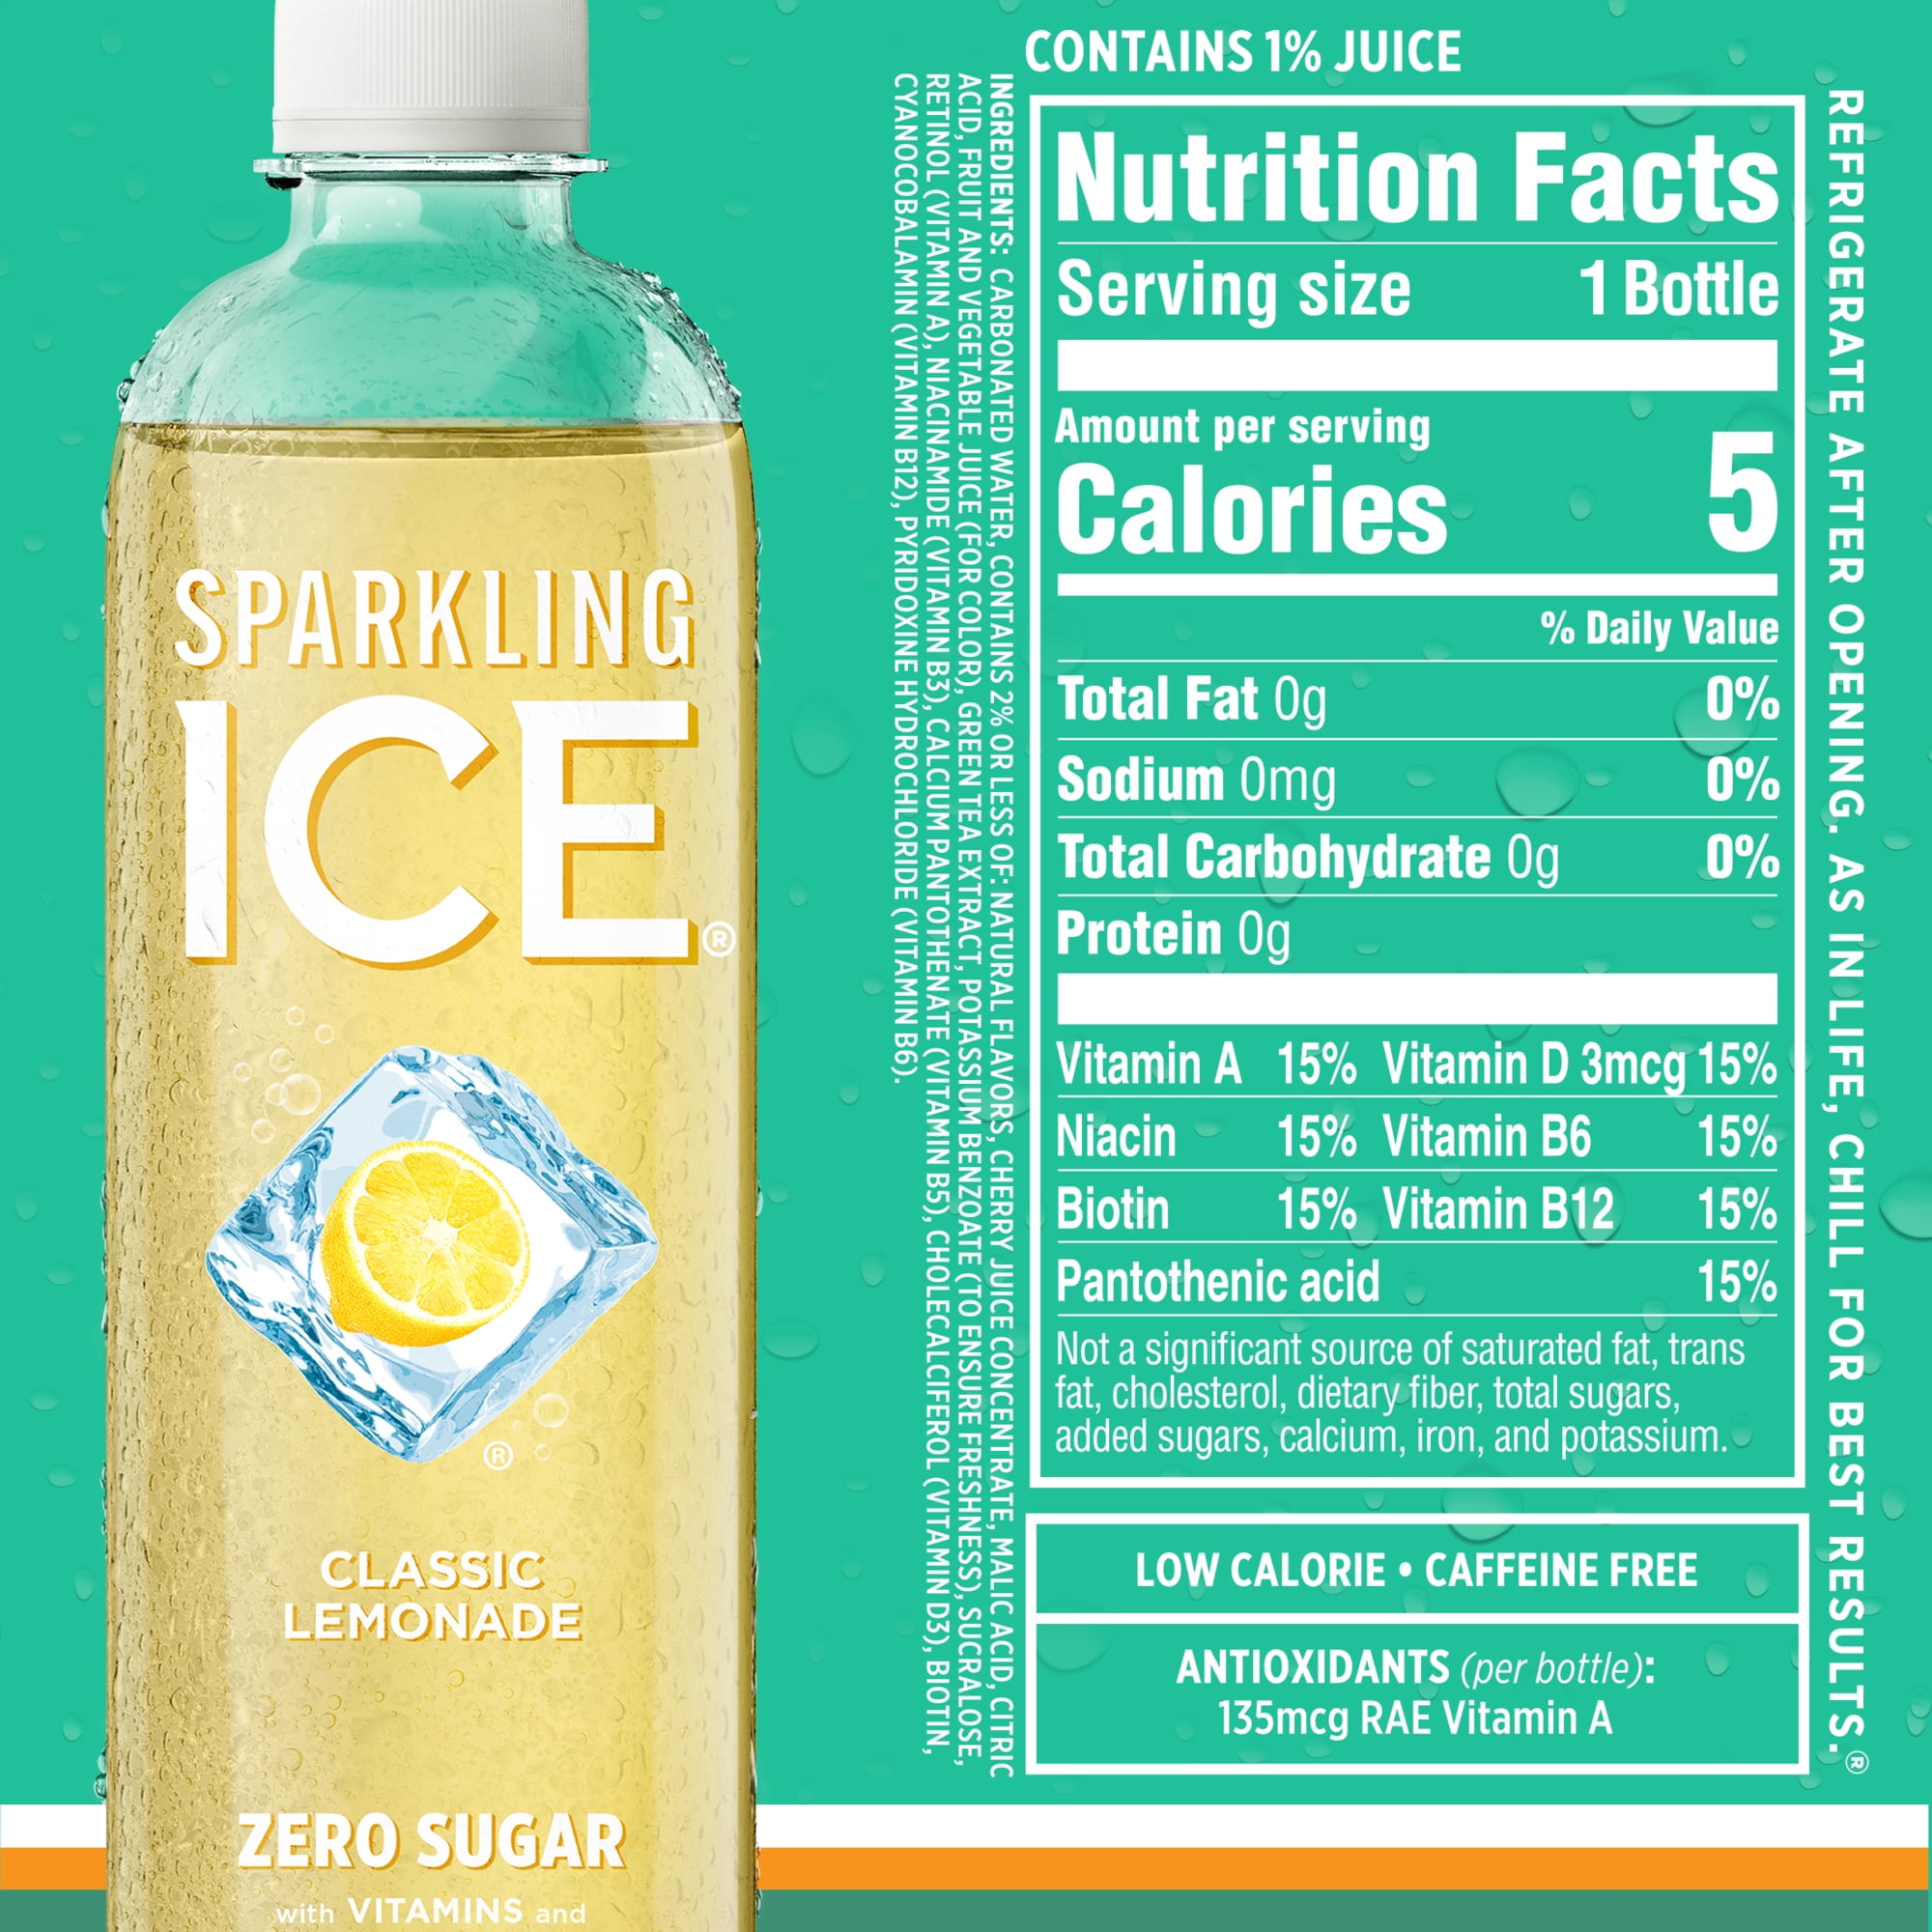 SPARKLING
ICE®
®
CLASSIC
LEMONADE
ZERO SUGAR
with VITAMINS and
INGREDIENTS: CARBONATED WATER, CONTAINS 2% OR LESS OF: NATURAL FLAVORS, CHERRY JUICE CONCENTRATE, MALIC ACID, CITRIC
ACID, FRUIT AND VEGETABLE JUICE (FOR COLOR), GREEN TEA EXTRACT, POTASSIUM BENZOATE (TO ENSURE FRESHNESS), SUCRALOSE,
RETINOL (VITAMIN A), NIACINAMIDE (VITAMIN B3), CALCIUM PANTOTHENATE (VITAMIN B5), CHOLECALCIFEROL (VITAMIN D3), BIOTIN,
CYANOCOBALAMIN (VITAMIN B12), PYRIDOXINE HYDROCHLORIDE (VITAMIN B6).
CONTAINS 1% JUICE
Nutrition Facts
Serving size 1 Bottle
Amount per serving
Calories 5
% Daily Value
Total Fat 0g 0%
Sodium 0mg 0%
Total Carbohydrate 0g 0%
Protein 0g
Vitamin A 15% Vitamin D 3mcg 15%
Niacin 15% Vitamin B6 15%
Biotin 15% Vitamin B12 15%
Pantothenic acid 15%
Not a significant source of saturated fat, trans
fat, cholesterol, dietary fiber, total sugars,
added sugars, calcium, iron, and potassium.
LOW CALORIE • CAFFEINE FREE
ANTIOXIDANTS (per bottle):
135mcg RAE Vitamin A
REFRIGERATE AFTER OPENING. AS IN LIFE, CHILL FOR BEST RESULTS.®